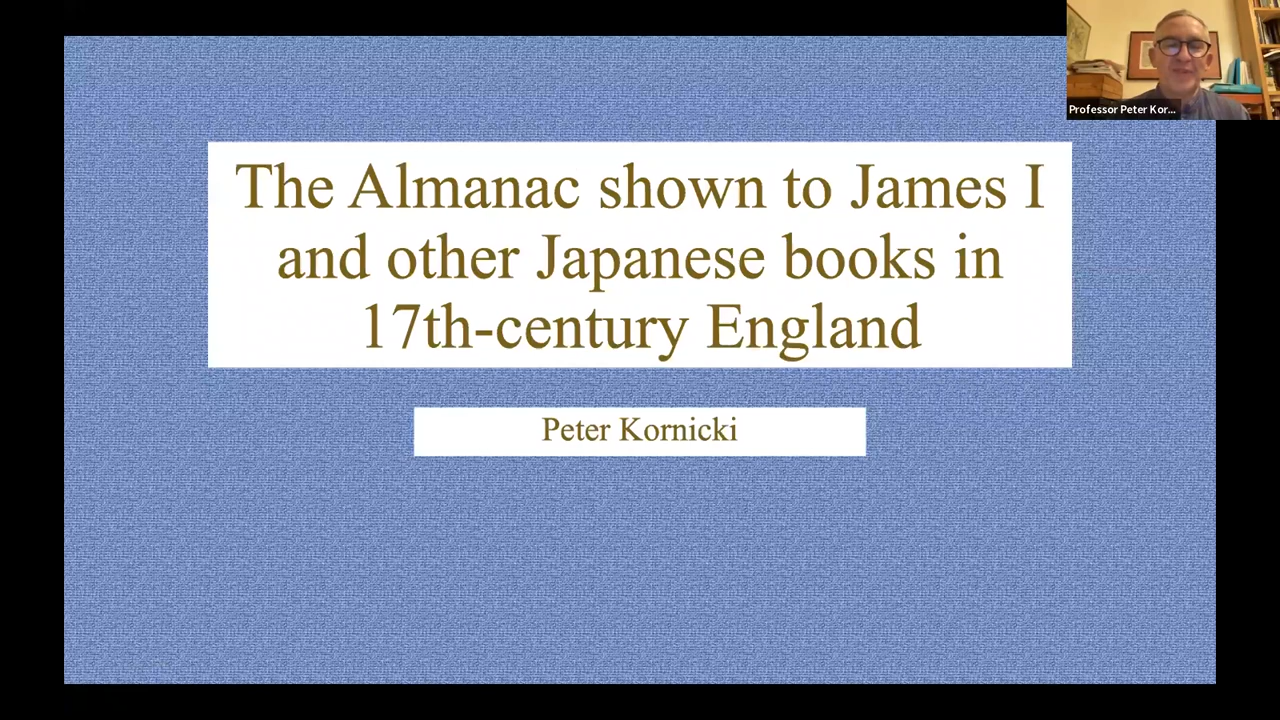 The Almanac shown to James I
and other Japanese books in
17th-century England
Peter Kornicki
Professor Peter Kor...